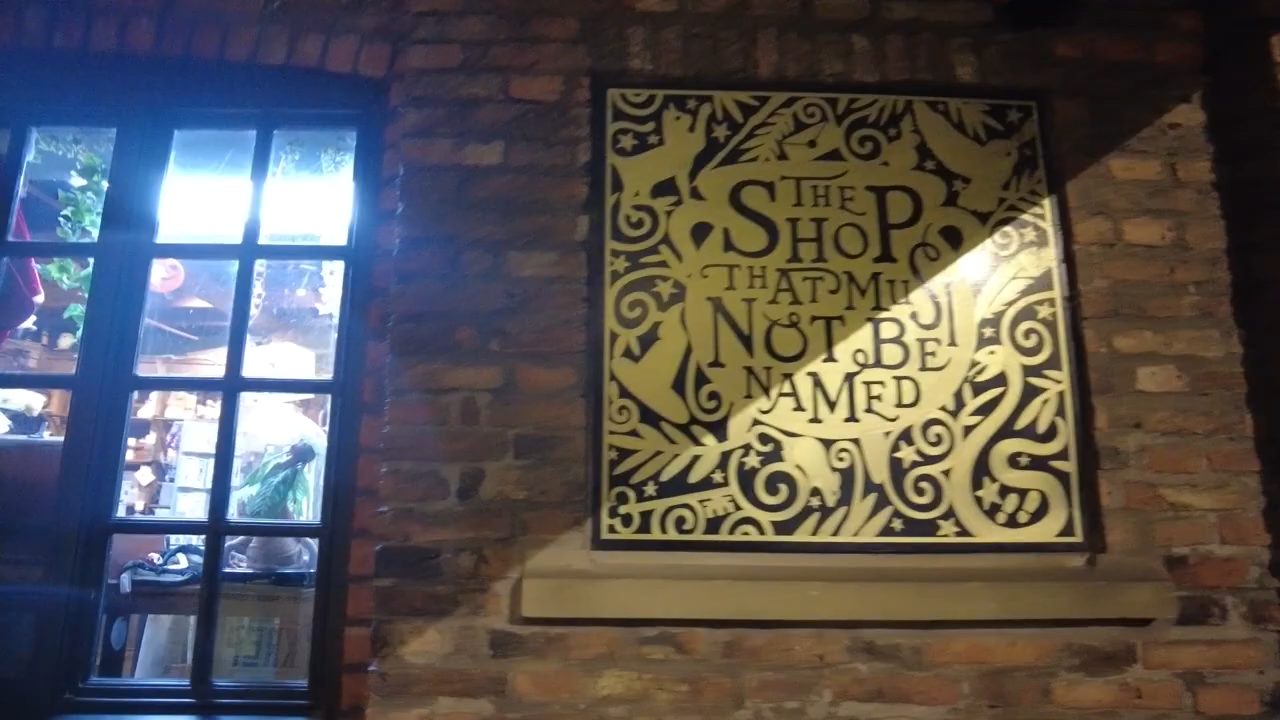 THE
SHOP
THAT MUST
NOT BE
NAMED